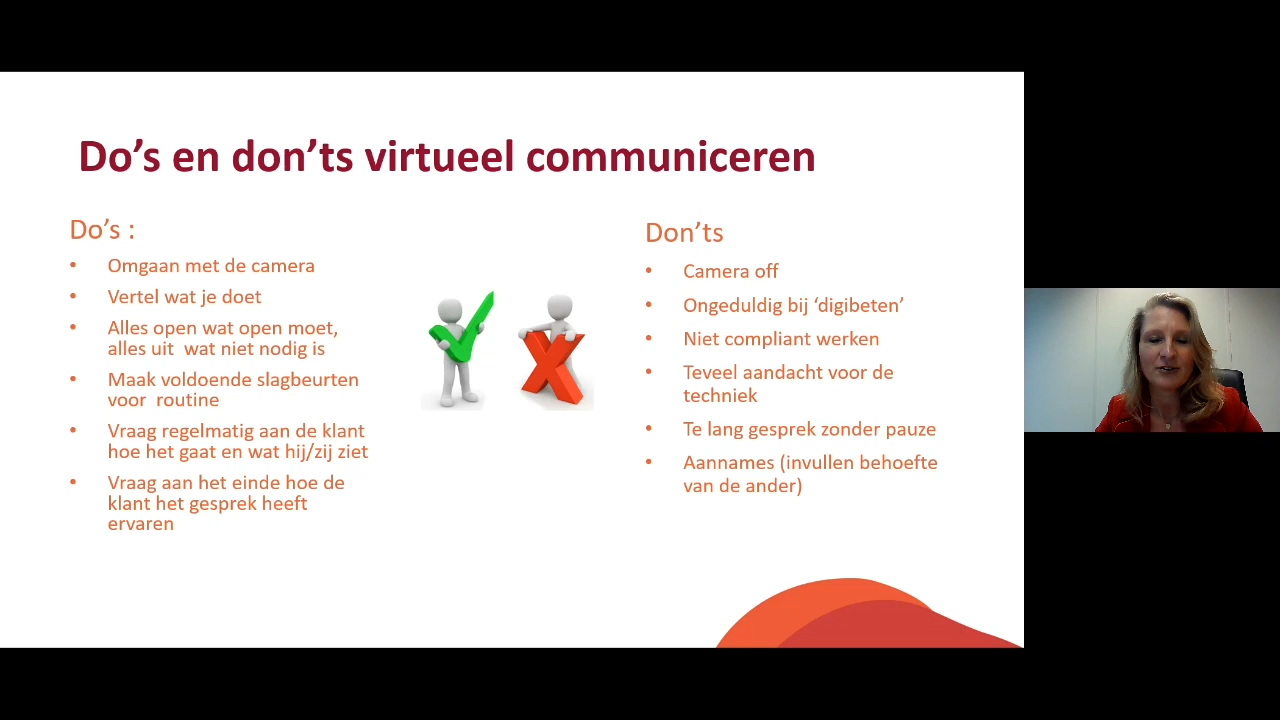 Do’s en don’ts virtueel communiceren
Do’s :
• Omgaan met de camera
• Vertel wat je doet
• Alles open wat open moet,
alles uit wat niet nodig is
• Maak voldoende slagbeurten
voor routine
• Vraag regelmatig aan de klant
hoe het gaat en wat hij/zij ziet
• Vraag aan het einde hoe de
klant het gesprek heeft
ervaren
Don’ts
• Camera off
• Ongeduldig bij ‘digibeten’
• Niet compliant werken
• Teveel aandacht voor de
techniek
• Te lang gesprek zonder pauze
• Aannames (invullen behoefte
van de ander)